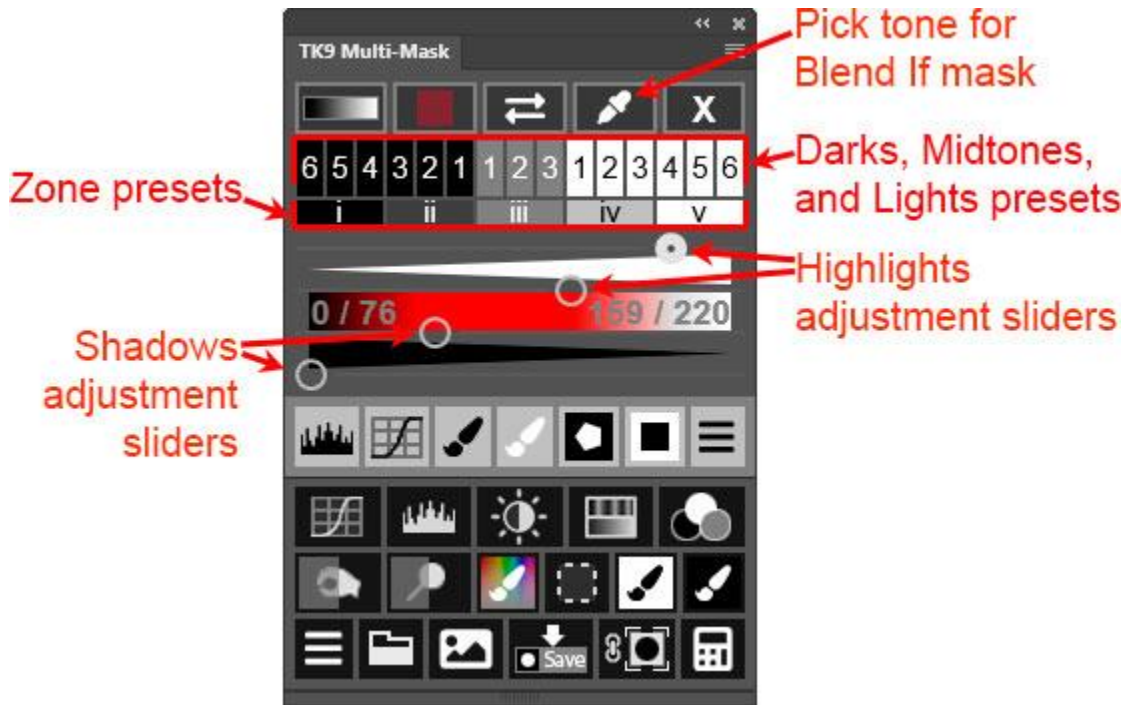 Pick tone for
Blend If mask
TK9 Multi-Mask
X
6 5 4 3 2 1 1 2 3 1 2 3 4 5 6
i ii iii iv v
Zone presets
Darks, Midtones,
and Lights presets
Highlights
adjustment sliders
0 / 76 159 / 220
Shadows
adjustment
sliders
Save